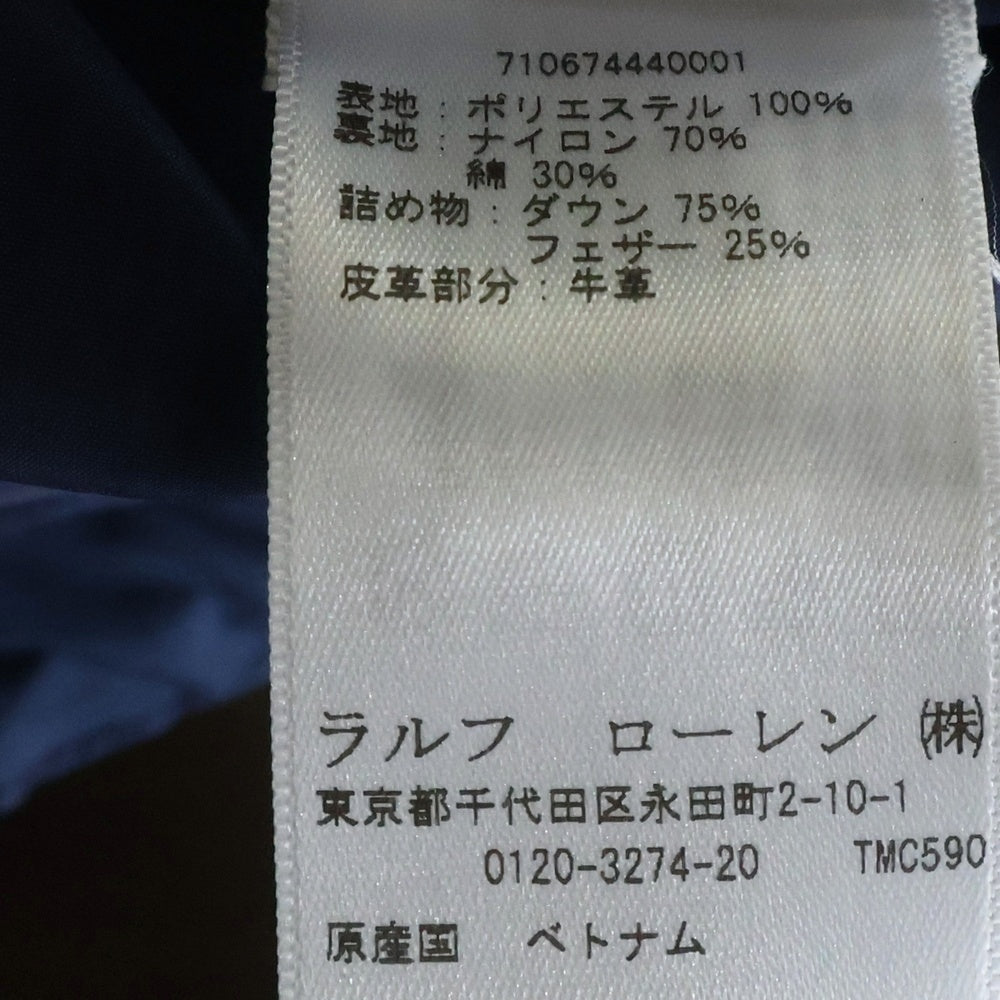 710674440001
表地：ポリエステル 100%
裏地：ナイロン 70%
綿 30%
詰め物：ダウン 75%
フェザー 25%
皮革部分：牛革
ラルフ　ローレン ㈱
東京都千代田区永田町2-10-1
0120-3274-20 TMC590
原産国　ベトナム